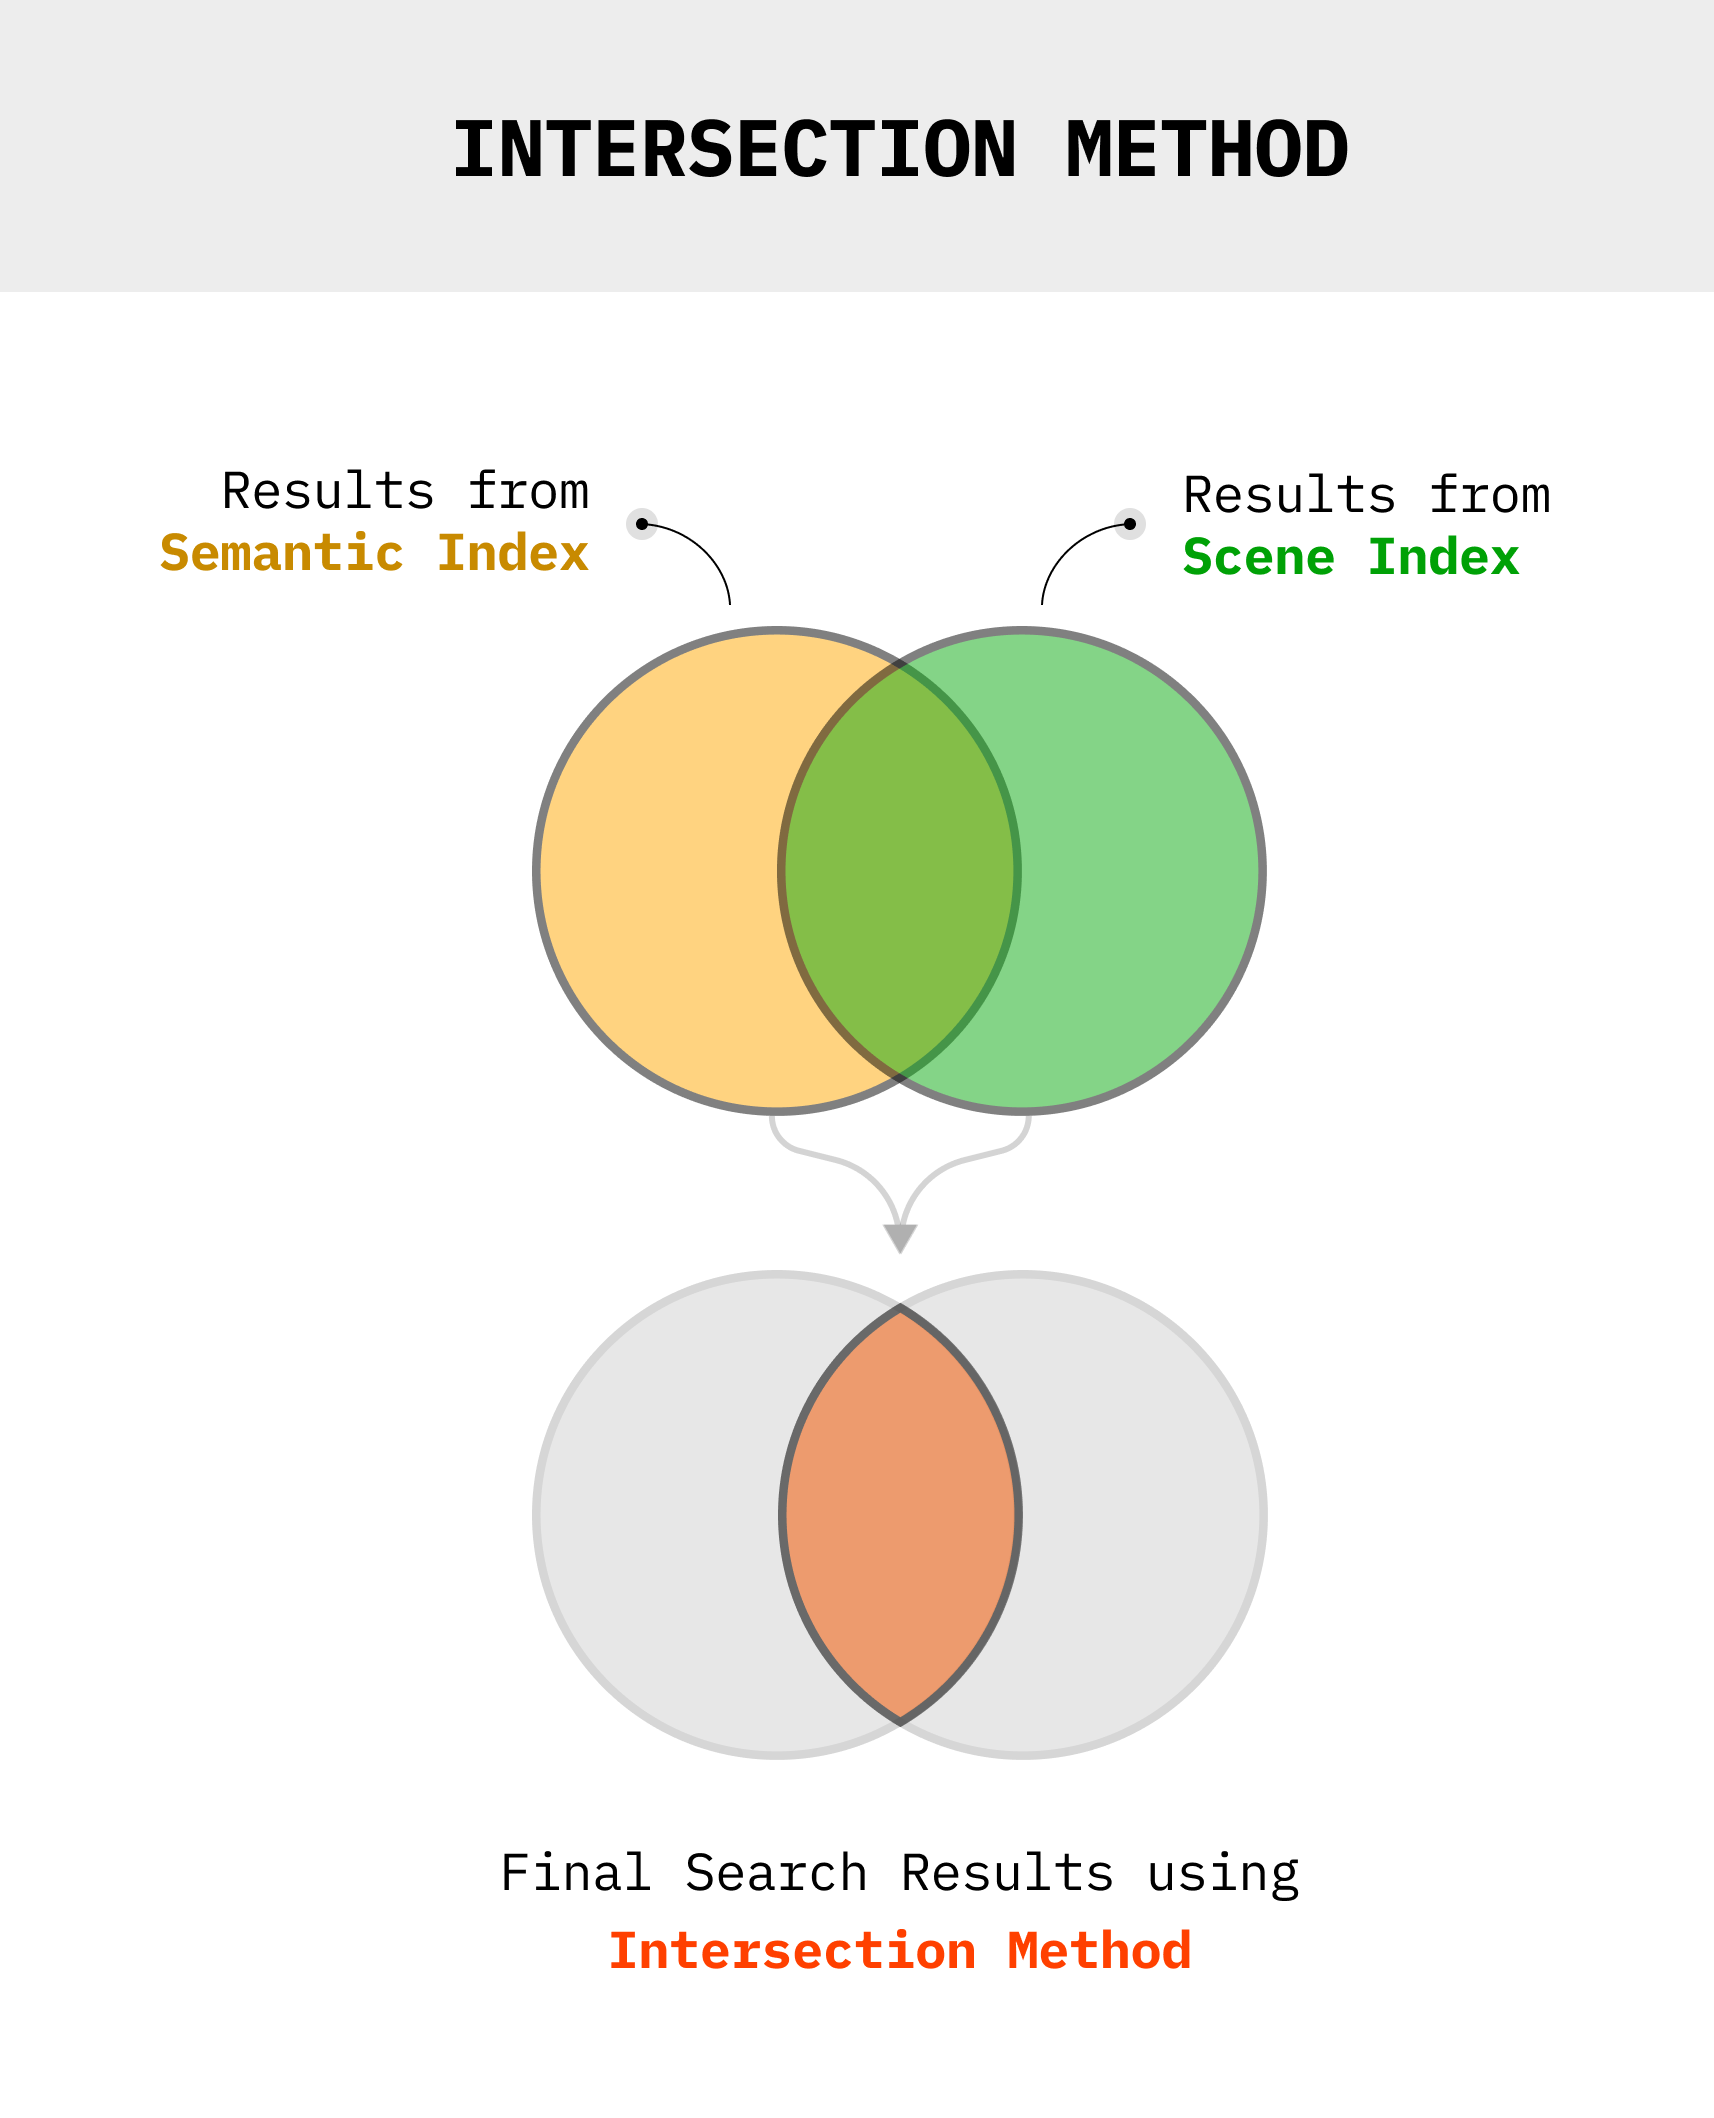 INTERSECTION METHOD
Results from
Semantic Index
Results from
Scene Index
Final Search Results using
Intersection Method